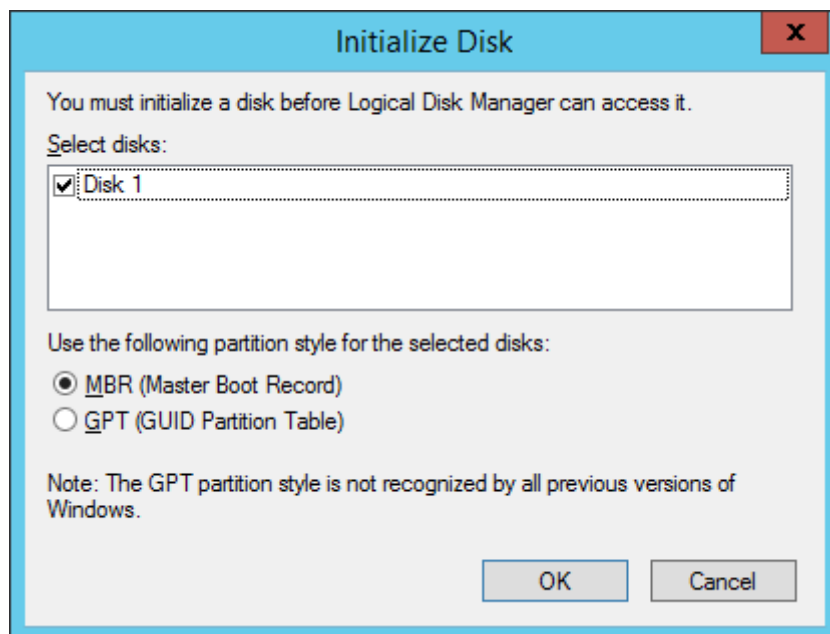 Initialize Disk
x
You must initialize a disk before Logical Disk Manager can access it.
Select disks:
Disk 1
Use the following partition style for the selected disks:
MBR (Master Boot Record)
GPT (GUID Partition Table)
Note: The GPT partition style is not recognized by all previous versions of
Windows.
OK
Cancel